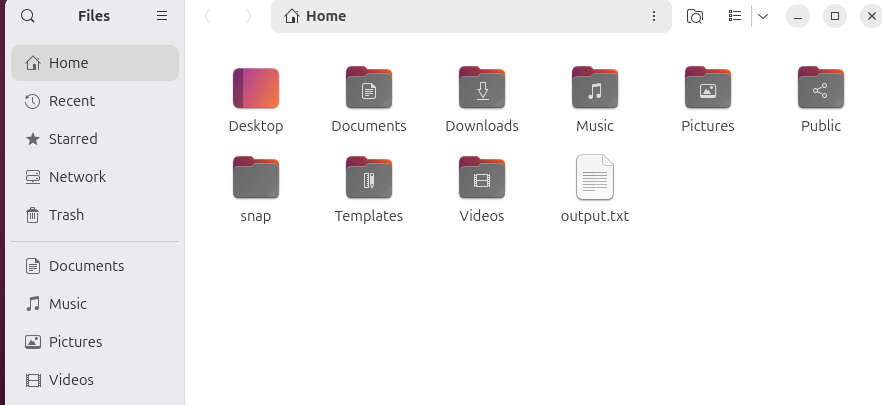 Files
Home
Home
Recent
Starred
Network
Trash
Documents
Music
Pictures
Videos
Desktop
Documents
Downloads
Music
Pictures
Public
snap
Templates
Videos
output.txt